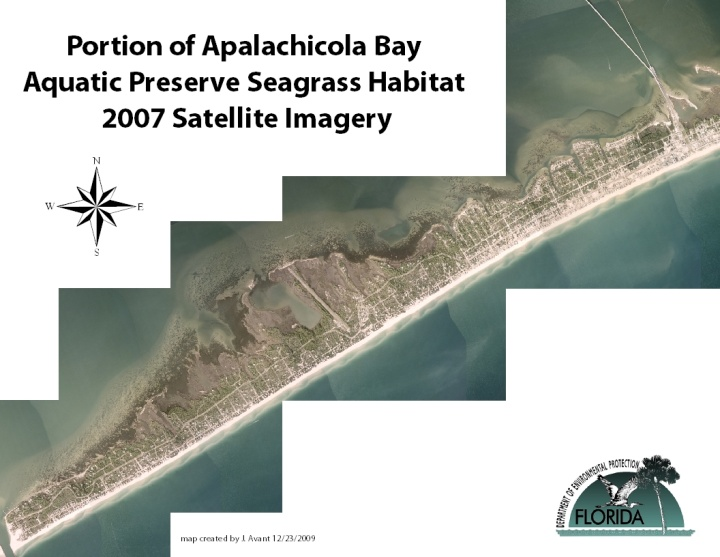 Portion of Apalachicola Bay
Aquatic Preserve Seagrass Habitat
2007 Satellite Imagery
N
W E
S
DEPARTMENT OF ENVIRONMENTAL PROTECTION
FLORIDA
map created by J. Avant 12/23/2009